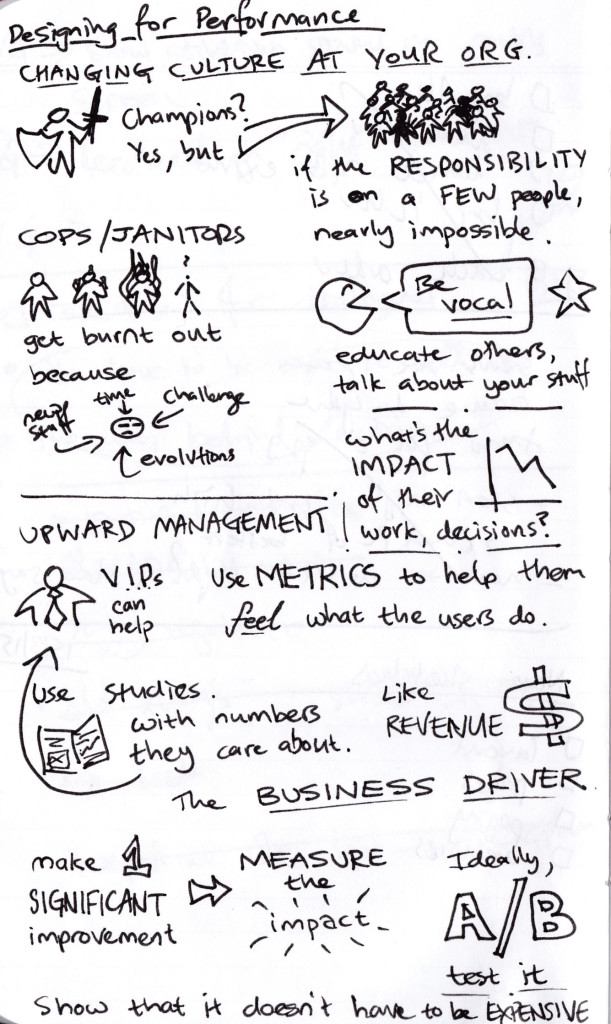 Designing for Performance
CHANGING CULTURE AT YOUR ORG.
Champions?
Yes, but
if the RESPONSIBILITY
is on a FEW people,
nearly impossible.
COPS/JANITORS
get burnt out
because
time
challenge
new stuff
evolutions
Be
vocal
educate others,
talk about your stuff
what's the
IMPACT
of their
work, decisions?
UPWARD MANAGEMENT
V.I.Ps
can
help
use METRICS to help them
feel what the users do.
use studies.
with numbers
they care about.
Like
REVENUE $
The BUSINESS DRIVER
make 1
SIGNIFICANT
improvement
MEASURE
the
impact
Ideally,
A/B
test it
Show that it doesn't have to be EXPENSIVE